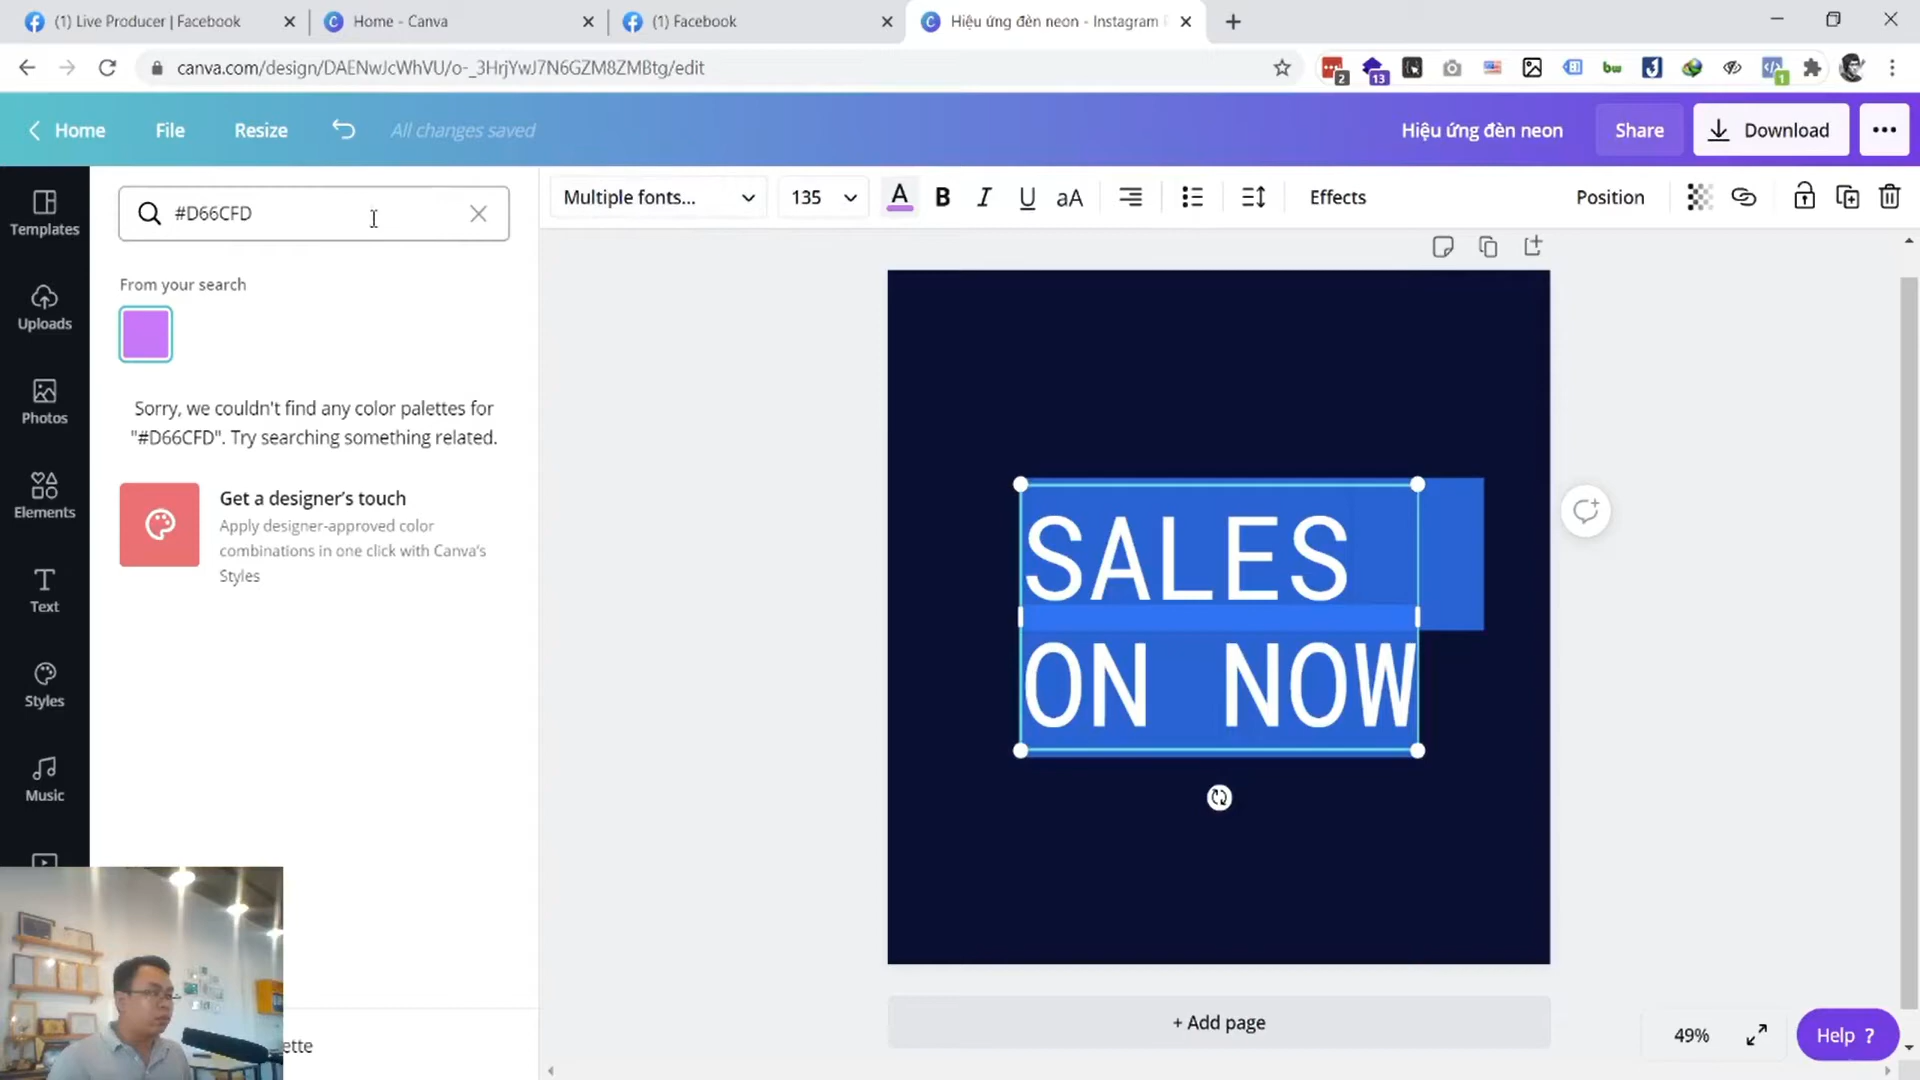 (1) Live Producer | Facebook
Home - Canva
(1) Facebook
Hiệu ứng đèn neon - Instagram
canva.com/design/DAENwJcWhVU/o-_3HrjYwJ7N6GZM8ZMBtg/edit
2
13
bw
1
Home
File
Resize
All changes saved
Hiệu ứng đèn neon
Share
Download
Templates
Uploads
Photos
Elements
Text
Styles
Music
#D66CFD
From your search
Sorry, we couldn't find any color palettes for
"#D66CFD". Try searching something related.
Get a designer's touch
Apply designer-approved color
combinations in one click with Canva's
Styles
ette
Multiple fonts...
135
A
B
I
U
aA
Effects
Position
SALES
ON NOW
+ Add page
49%
Help ?